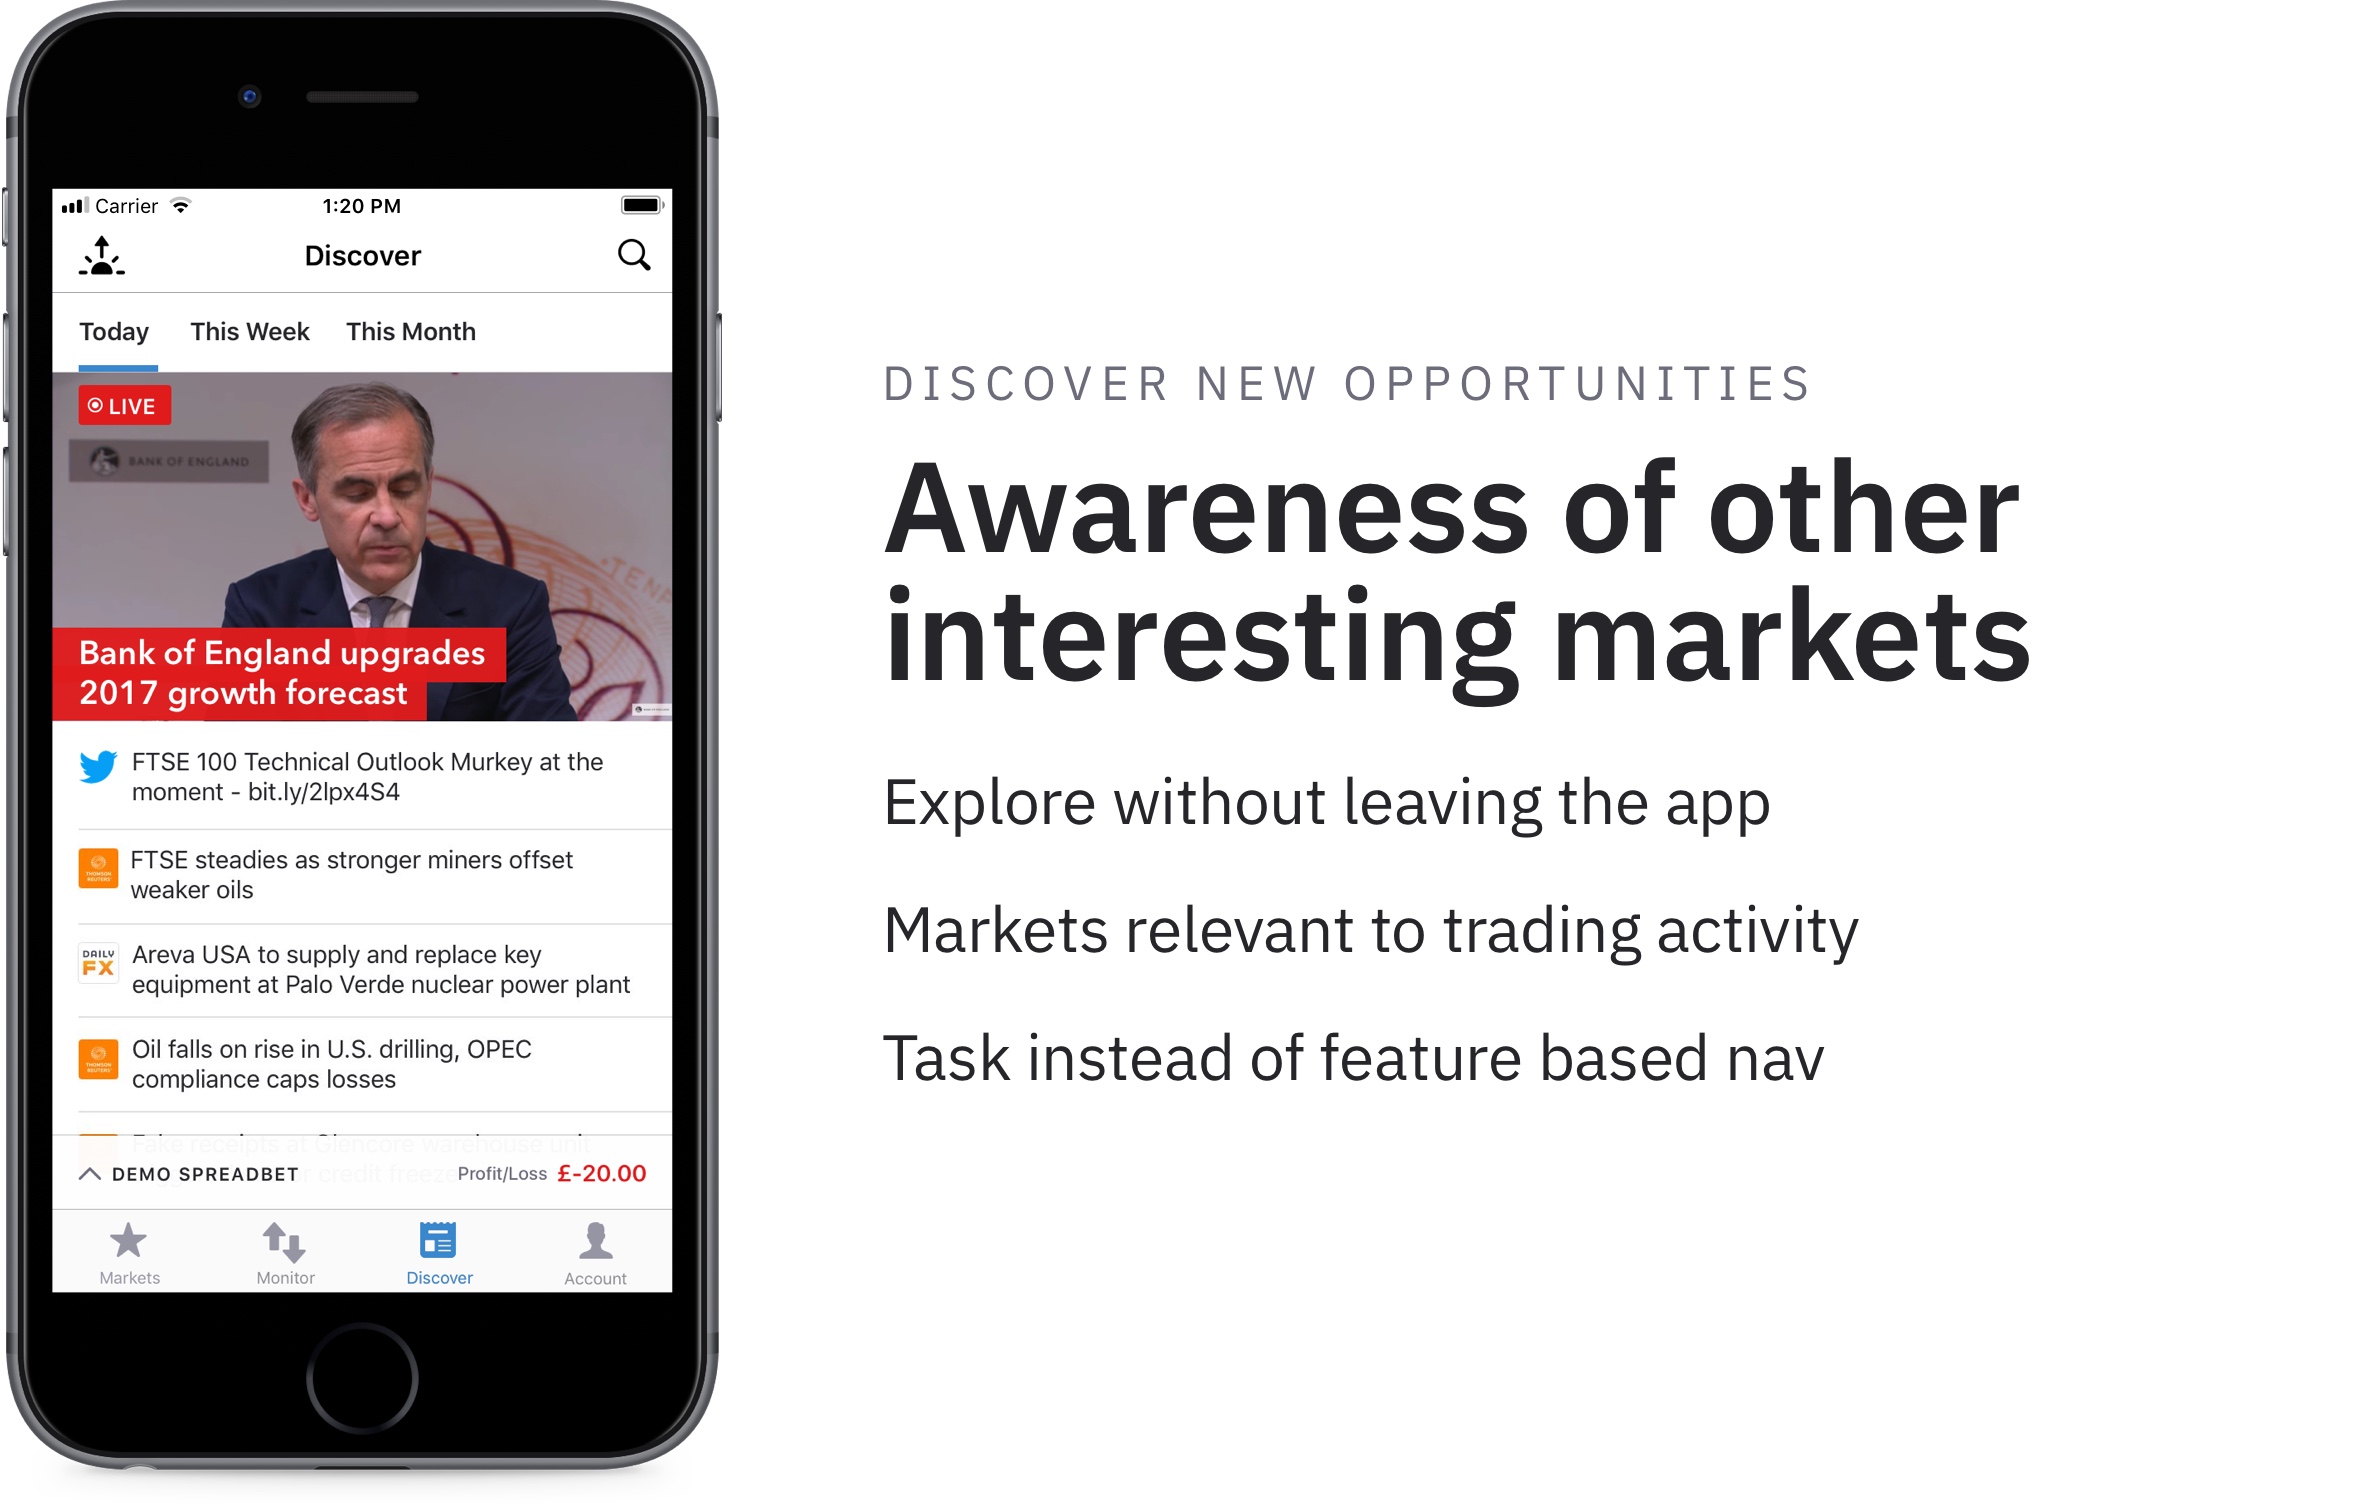 Carrier
1:20 PM
Discover
Today
This Week
This Month
LIVE
BANK OF ENGLAND
Bank of England upgrades
2017 growth forecast
FTSE 100 Technical Outlook Murkey at the
moment - bit.ly/2lpx4S4
THOMSON
REUTERS
FTSE steadies as stronger miners offset
weaker oils
DAILY
FX
Areva USA to supply and replace key
equipment at Palo Verde nuclear power plant
THOMSON
REUTERS
Oil falls on rise in U.S. drilling, OPEC
compliance caps losses
Fake receipts at Glencore warehouse unit
credit freeze
DEMO SPREADBET
Profit/Loss £-20.00
Markets
Monitor
Discover
Account
DISCOVER NEW OPPORTUNITIES
Awareness of other
interesting markets
Explore without leaving the app
Markets relevant to trading activity
Task instead of feature based nav